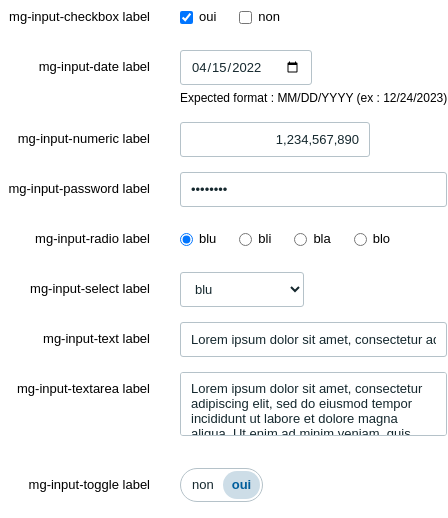 mg-input-checkbox label oui non
mg-input-date label 04/15/2022
Expected format : MM/DD/YYYY (ex : 12/24/2023)
mg-input-numeric label 1,234,567,890
mg-input-password label ••••••••
mg-input-radio label blu bli bla blo
mg-input-select label blu
mg-input-text label Lorem ipsum dolor sit amet, consectetur
mg-input-textarea label Lorem ipsum dolor sit amet, consectetur
adipiscing elit, sed do eiusmod tempor
incididunt ut labore et dolore magna
aliqua. Ut enim ad minim veniam, quis
mg-input-toggle label non oui